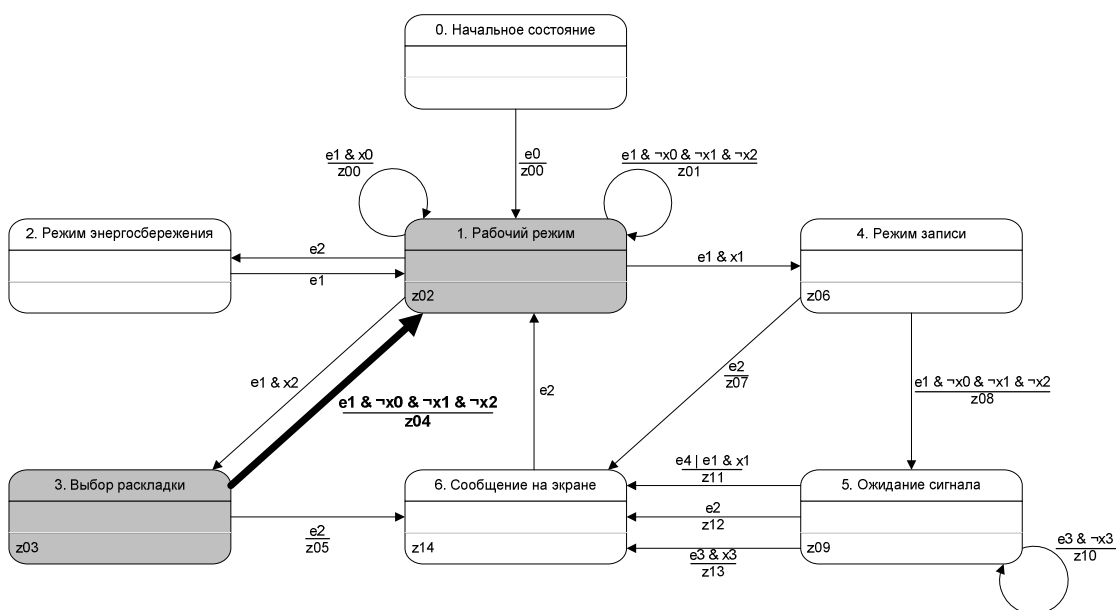 0. Начальное состояние
e1 & x0
z00
e0
z00
e1 & ¬x0 & ¬x1 & ¬x2
z01
2. Режим энергосбережения
1. Рабочий режим
4. Режим записи
e2
e1
e1 & x1
z02
z06
e1 & x2
e1 & ¬x0 & ¬x1 & ¬x2
z04
e2
e2
z07
e1 & ¬x0 & ¬x1 & ¬x2
z08
3. Выбор раскладки
6. Сообщение на экране
e4 | e1 & x1
z11
5. Ожидание сигнала
e2
z05
e2
z12
z03
z14
e3 & x3
z13
z09
e3 & ¬x3
z10